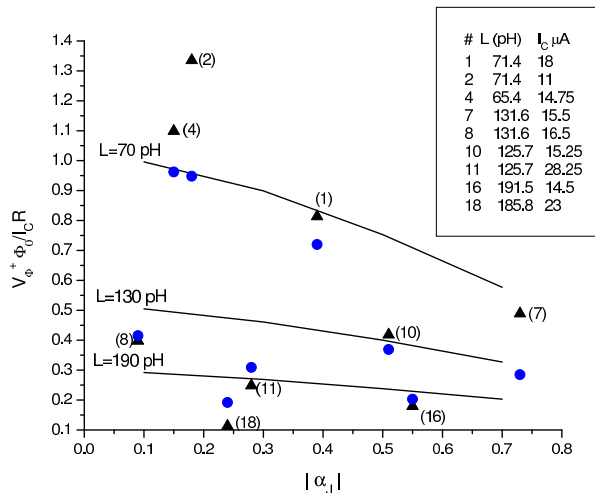 # L (pH) I_C μA
1 71.4 18
2 71.4 11
4 65.4 14.75
7 131.6 15.5
8 131.6 16.5
10 125.7 15.25
11 125.7 28.25
16 191.5 14.5
18 185.8 23
1.4
1.3
1.2
1.1
1.0
0.9
0.8
0.7
0.6
0.5
0.4
0.3
0.2
0.1
V_Φ^+ Φ_0/I_C R
(2)
(4)
L=70 pH
(1)
L=130 pH
(7)
(8)
(10)
L=190 pH
(11)
(16)
(18)
0.0 0.1 0.2 0.3 0.4 0.5 0.6 0.7 0.8
| α_J |